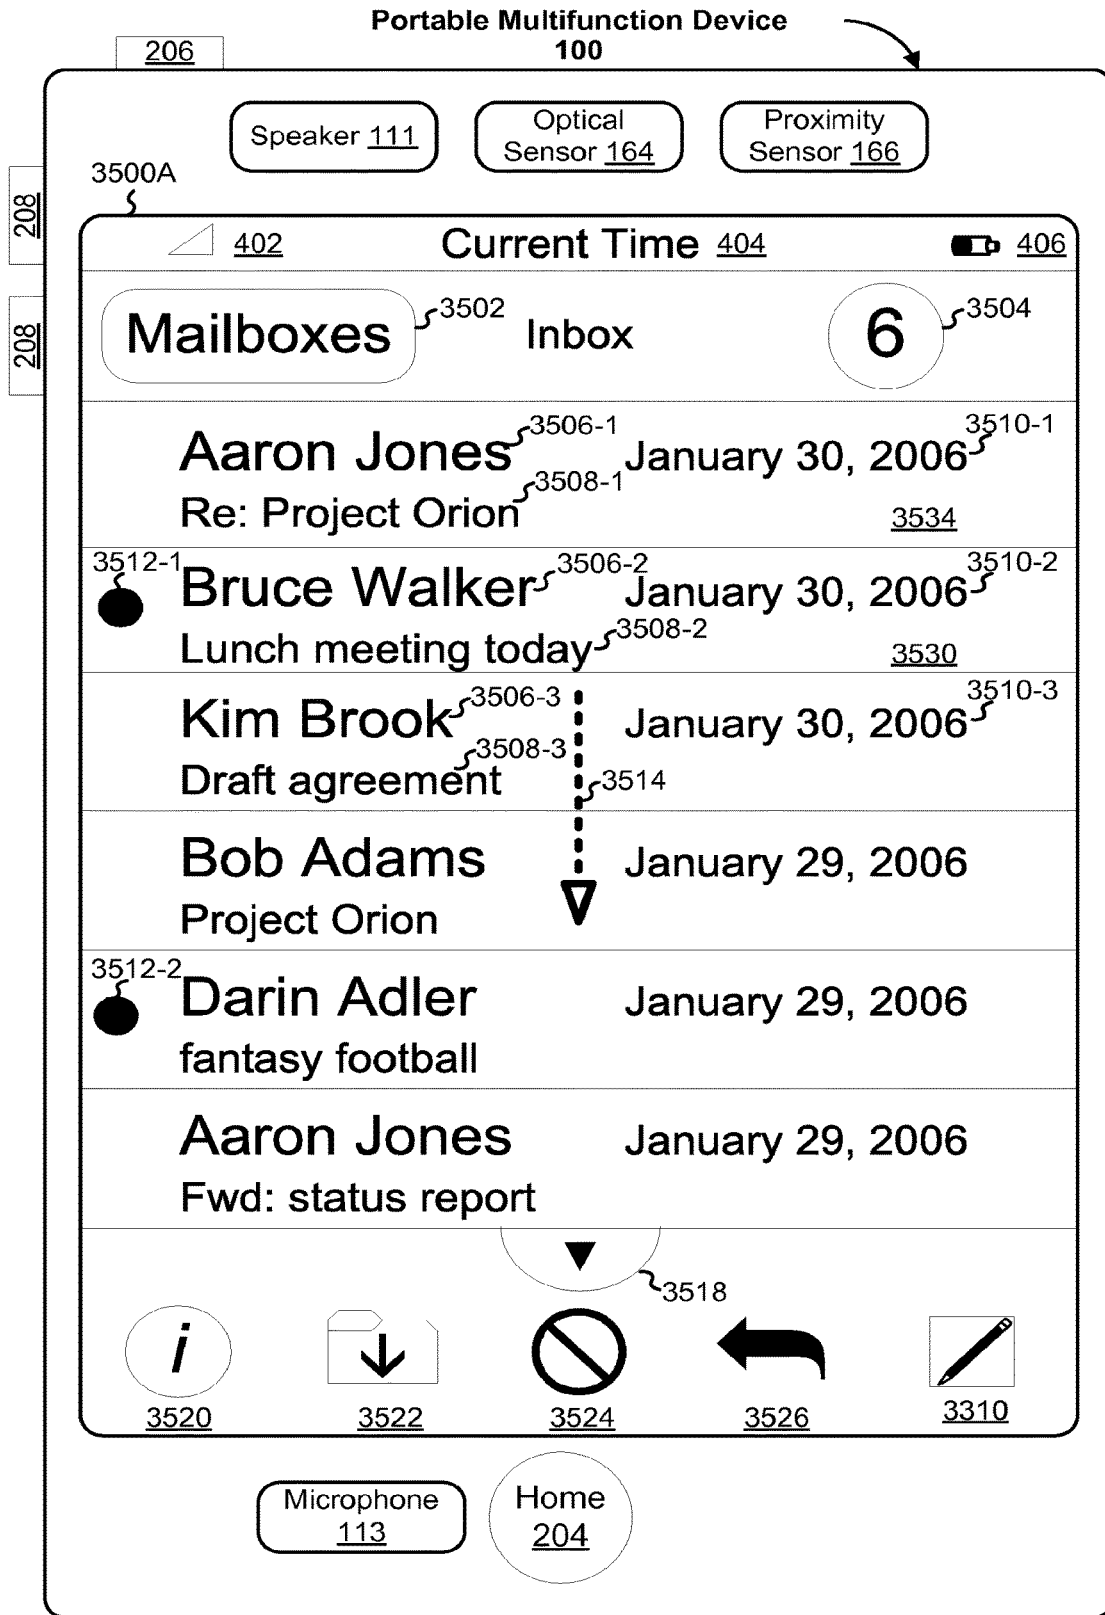 Portable Multifunction Device
100
206
Speaker 111
Optical
Sensor 164
Proximity
Sensor 166
3500A
208
208
402
Current Time 404
406
Mailboxes
3502
Inbox
6
3504
Aaron Jones
3506-1
January 30, 2006
3510-1
Re: Project Orion
3508-1
3534
3512-1
Bruce Walker
3506-2
January 30, 2006
3510-2
Lunch meeting today
3508-2
3530
Kim Brook
3506-3
January 30, 2006
3510-3
Draft agreement
3508-3
3514
Bob Adams
January 29, 2006
Project Orion
3512-2
Darin Adler
January 29, 2006
fantasy football
Aaron Jones
January 29, 2006
Fwd: status report
3518
i
3520
3522
3524
3526
3310
Microphone
113
Home
204